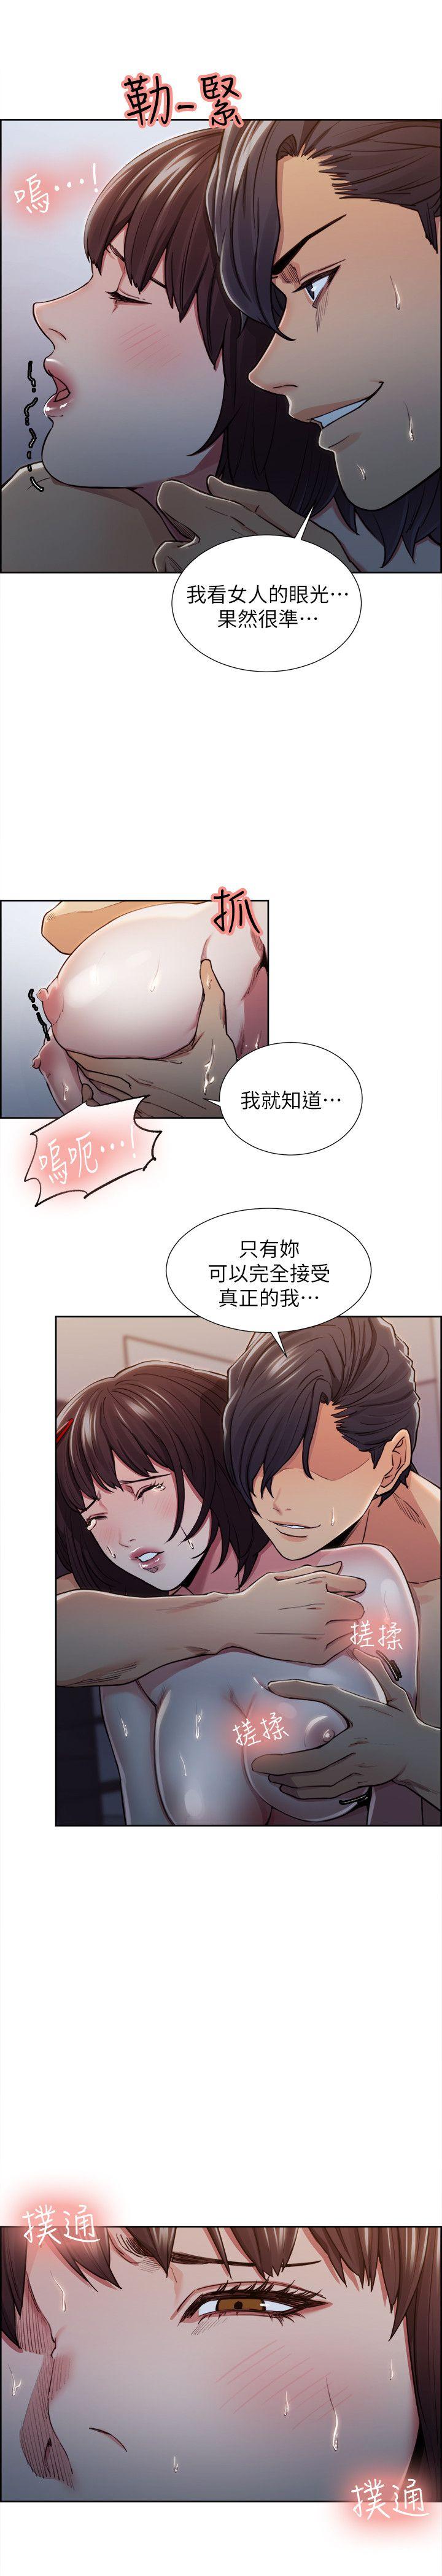 勒-緊
嗚⋯!
我看女人的眼光⋯
果然很準⋯
抓
我就知道⋯
嗚呃⋯!
只有妳
可以完全接受
真正的我⋯
搓揉
搓揉
撲通
撲通